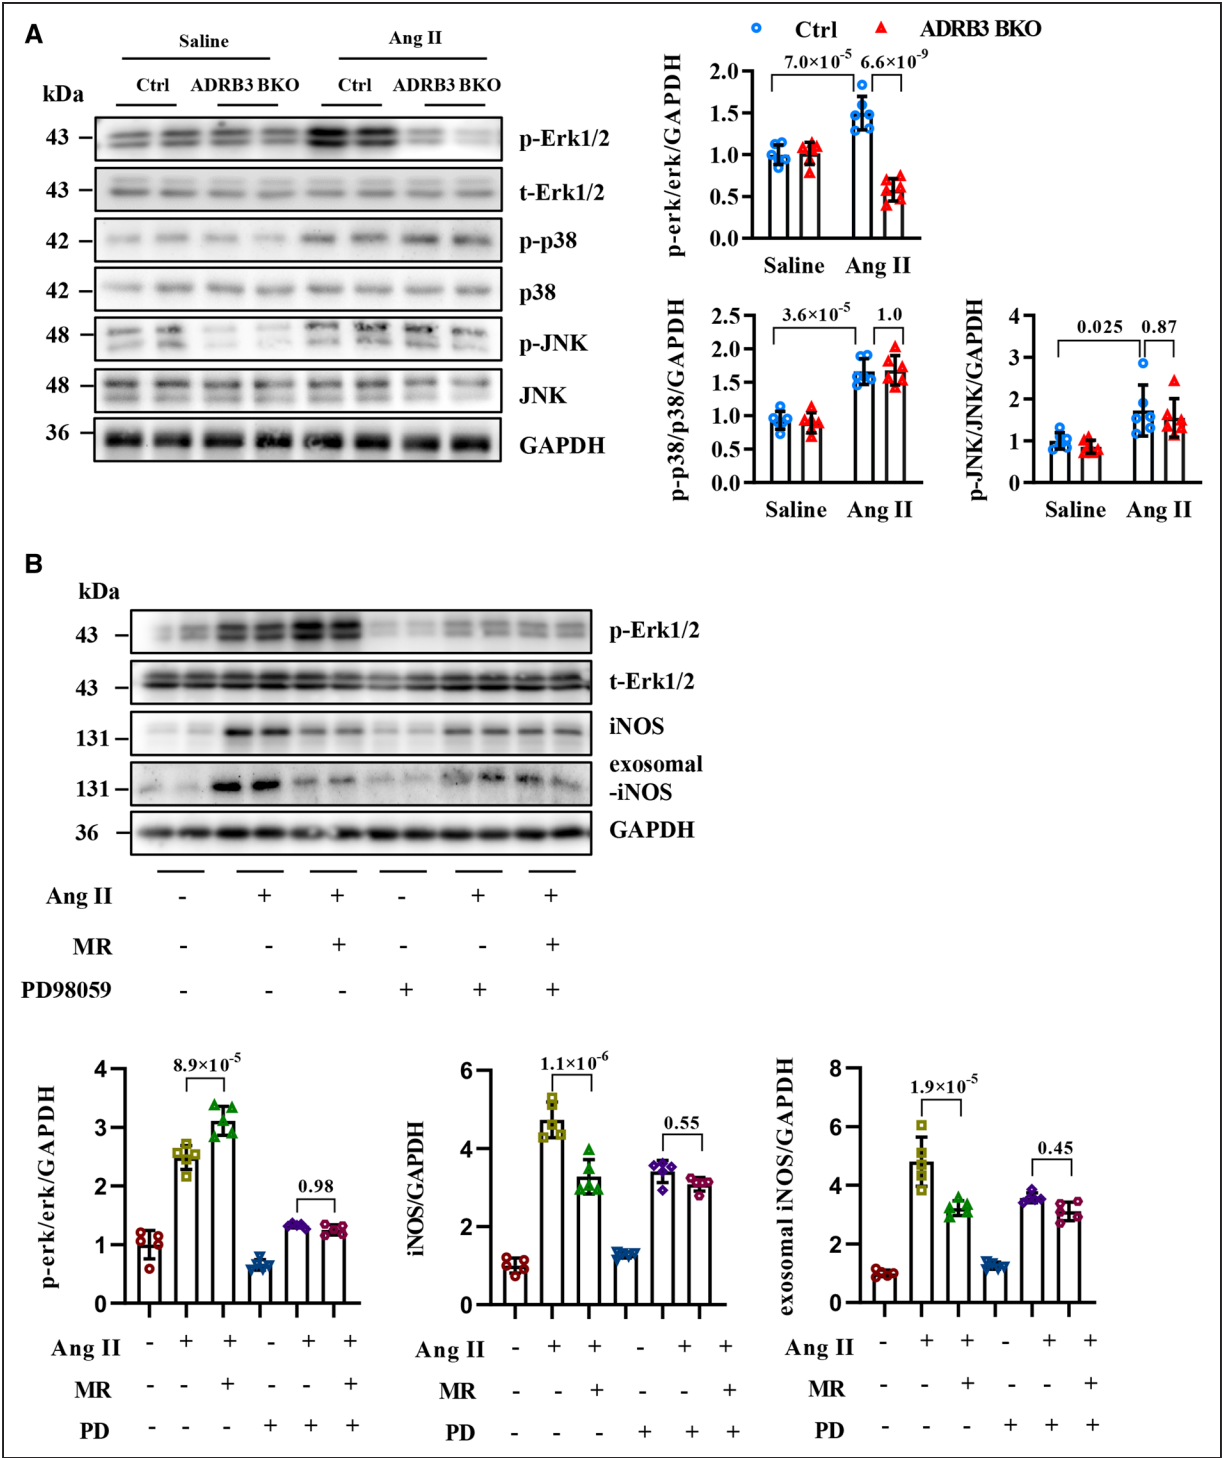 A
Saline
Ang II
Ctrl
ADRB3 BKO
Ctrl
ADRB3 BKO
kDa
43
p-Erk1/2
43
t-Erk1/2
42
p-p38
42
p38
48
p-JNK
48
JNK
36
GAPDH
Ctrl
ADRB3 BKO
p-erk/erk/GAPDH
7.0×10⁻⁵
6.6×10⁻⁹
2.0
1.5
1.0
0.5
0.0
Saline
Ang II
p-p38/p38/GAPDH
3.6×10⁻⁵
1.0
2.5
2.0
1.5
1.0
0.5
0.0
Saline
Ang II
p-JNK/JNK/GAPDH
0.025
0.87
4
3
2
1
0
Saline
Ang II
B
kDa
43
p-Erk1/2
43
t-Erk1/2
131
iNOS
131
exosomal
-iNOS
36
GAPDH
Ang II - + + - + +
MR - - + - - +
PD98059 - - - + + +
p-erk/erk/GAPDH
8.9×10⁻⁵
0.98
4
3
2
1
0
Ang II - + + - + +
MR - - + - - +
PD - - - + + +
iNOS/GAPDH
1.1×10⁻⁶
0.55
6
4
2
0
Ang II - + + - + +
MR - - + - - +
PD - - - + + +
exosomal iNOS/GAPDH
1.9×10⁻⁵
0.45
8
6
4
2
0
Ang II - + + - + +
MR - - + - - +
PD - - - + + +